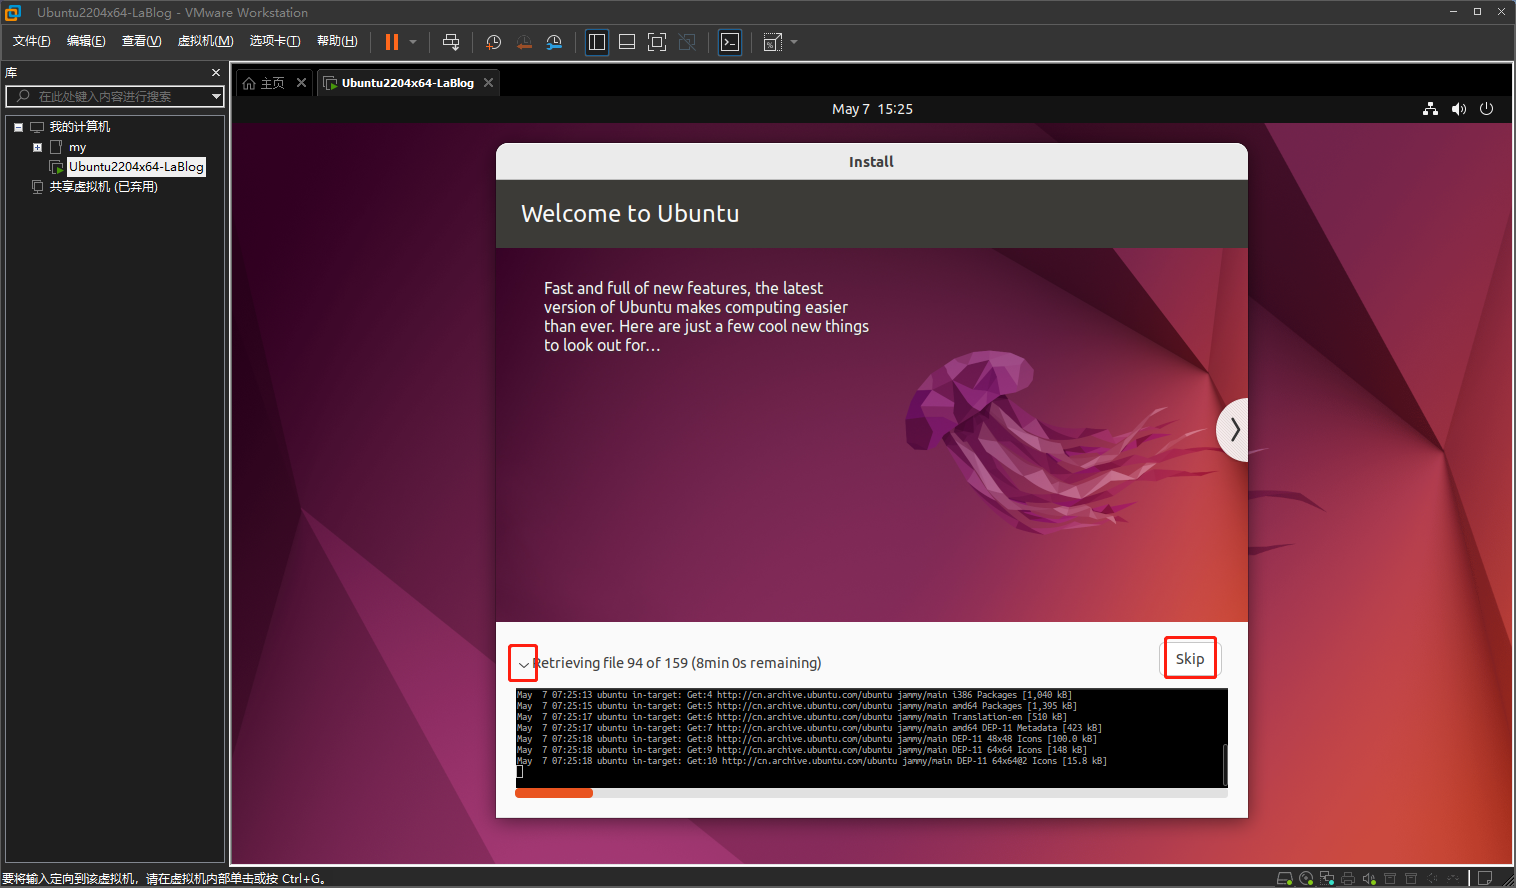 Ubuntu2204x64-LaBlog - VMware Workstation
文件(F) 编辑(E) 查看(V) 虚拟机(M) 选项卡(T) 帮助(H)
库
在此处键入内容进行搜索
我的计算机
my
Ubuntu2204x64-LaBlog
共享虚拟机 (已弃用)
主页 Ubuntu2204x64-LaBlog
May 7 15:25
Install
Welcome to Ubuntu
Fast and full of new features, the latest
version of Ubuntu makes computing easier
than ever. Here are just a few cool new things
to look out for…
Retrieving file 94 of 159 (8min 0s remaining)
Skip
May  7 07:25:13 ubuntu in-target: Get:4 http://cn.archive.ubuntu.com/ubuntu jammy/main i386 Packages [1,040 kB]
May  7 07:25:15 ubuntu in-target: Get:5 http://cn.archive.ubuntu.com/ubuntu jammy/main amd64 Packages [1,395 kB]
May  7 07:25:17 ubuntu in-target: Get:6 http://cn.archive.ubuntu.com/ubuntu jammy/main Translation-en [510 kB]
May  7 07:25:17 ubuntu in-target: Get:7 http://cn.archive.ubuntu.com/ubuntu jammy/main amd64 DEP-11 Metadata [423 kB]
May  7 07:25:18 ubuntu in-target: Get:8 http://cn.archive.ubuntu.com/ubuntu jammy/main DEP-11 48x48 Icons [100.0 kB]
May  7 07:25:18 ubuntu in-target: Get:9 http://cn.archive.ubuntu.com/ubuntu jammy/main DEP-11 64x64 Icons [148 kB]
May  7 07:25:18 ubuntu in-target: Get:10 http://cn.archive.ubuntu.com/ubuntu jammy/main DEP-11 64x64@2 Icons [15.8 kB]
要将输入定向到该虚拟机，请在虚拟机内部单击或按 Ctrl+G。